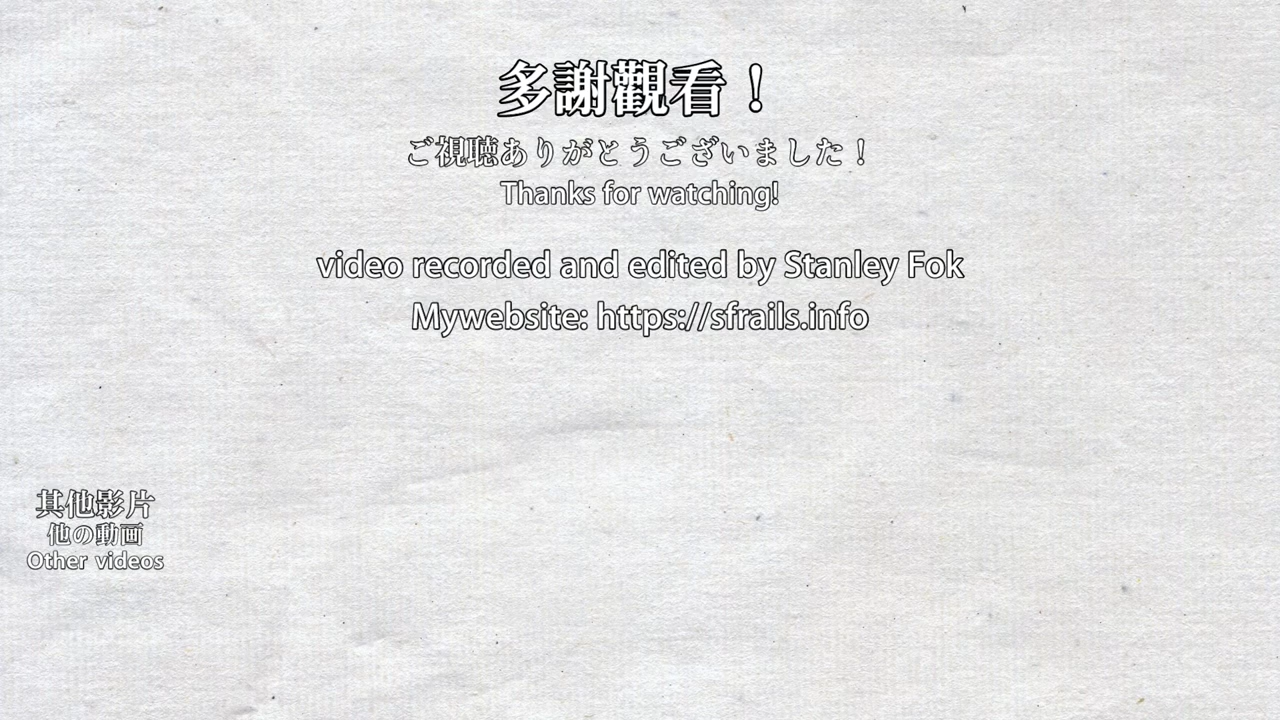 多謝觀看！
ご視聴ありがとうございました！
Thanks for watching!
video recorded and edited by Stanley Fok
Mywebsite: https://sfrails.info
其他影片
他の動画
Other videos